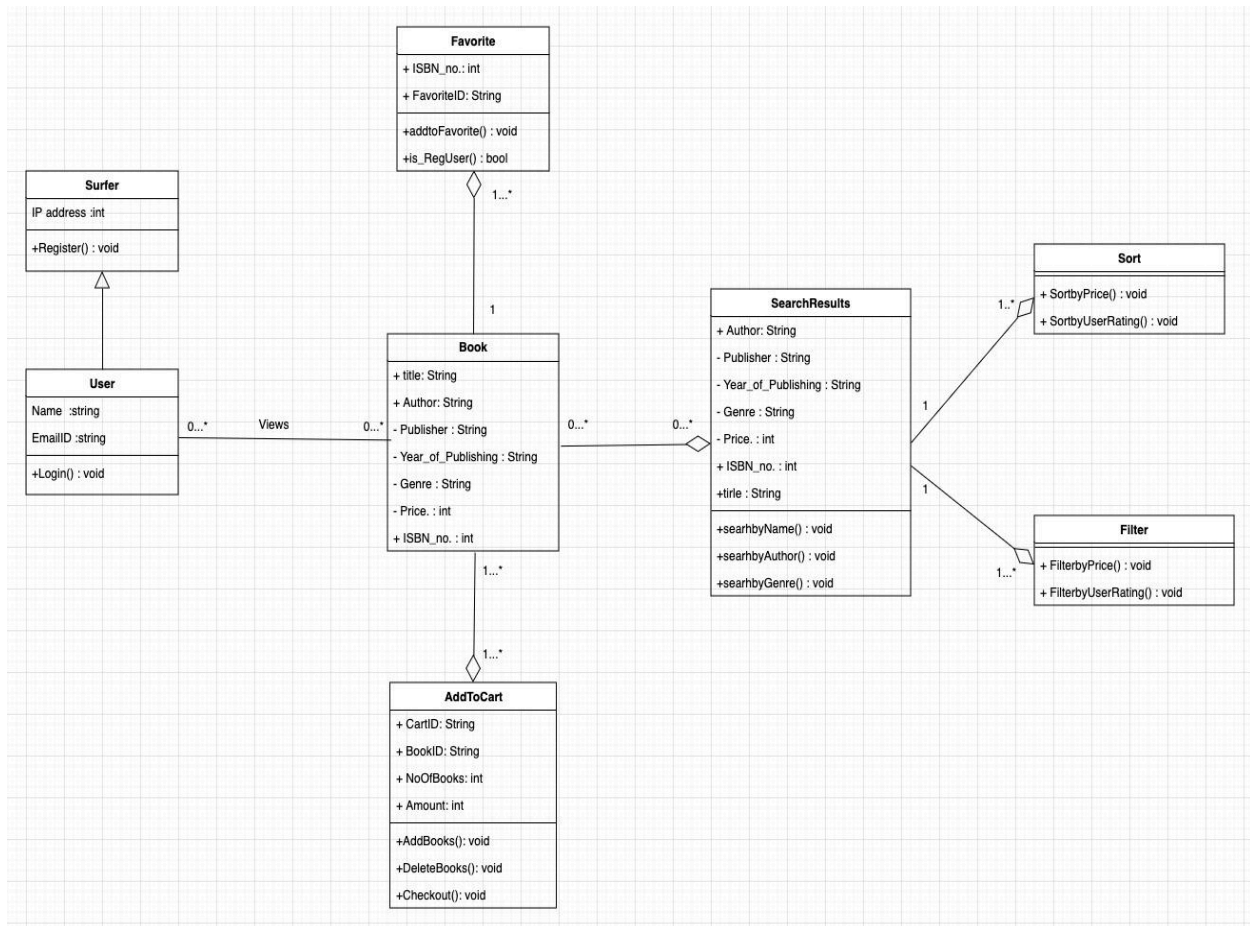 Favorite
+ ISBN_no.: int
+ FavoriteID: String
+addtoFavorite() : void
+is_RegUser() : bool
1...*
1
Surfer
IP address :int
+Register() : void
User
Name :string
EmailID :string
+Login() : void
0...*
Views
0...*
Book
+ title: String
+ Author: String
- Publisher : String
- Year_of_Publishing : String
- Genre : String
- Price. : int
+ ISBN_no. : int
0...*
0...*
SearchResults
+ Author: String
- Publisher : String
- Year_of_Publishing : String
- Genre : String
- Price. : int
+ ISBN_no. : int
+tirle : String
+searhbyName() : void
+searhbyAuthor() : void
+searhbyGenre() : void
1..*
1
Sort
+ SortbyPrice() : void
+ SortbyUserRating() : void
1
1...*
Filter
+ FilterbyPrice() : void
+ FilterbyUserRating() : void
1...*
1...*
AddToCart
+ CartID: String
+ BookID: String
+ NoOfBooks: int
+ Amount: int
+AddBooks(): void
+DeleteBooks(): void
+Checkout(): void